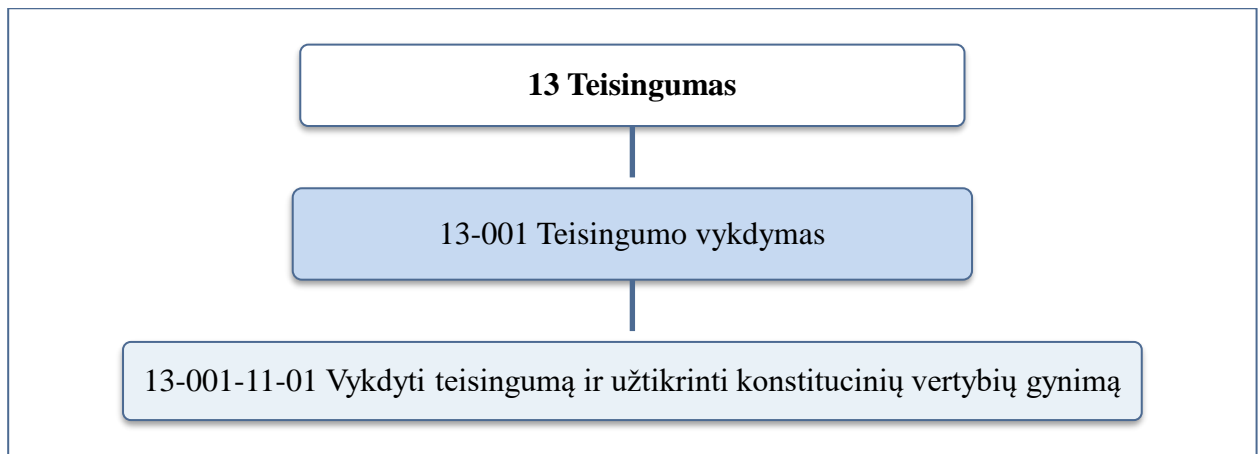 13 Teisingumas
13-001 Teisingumo vykdymas
13-001-11-01 Vykdyti teisingumą ir užtikrinti konstitucinių vertybių gynimą